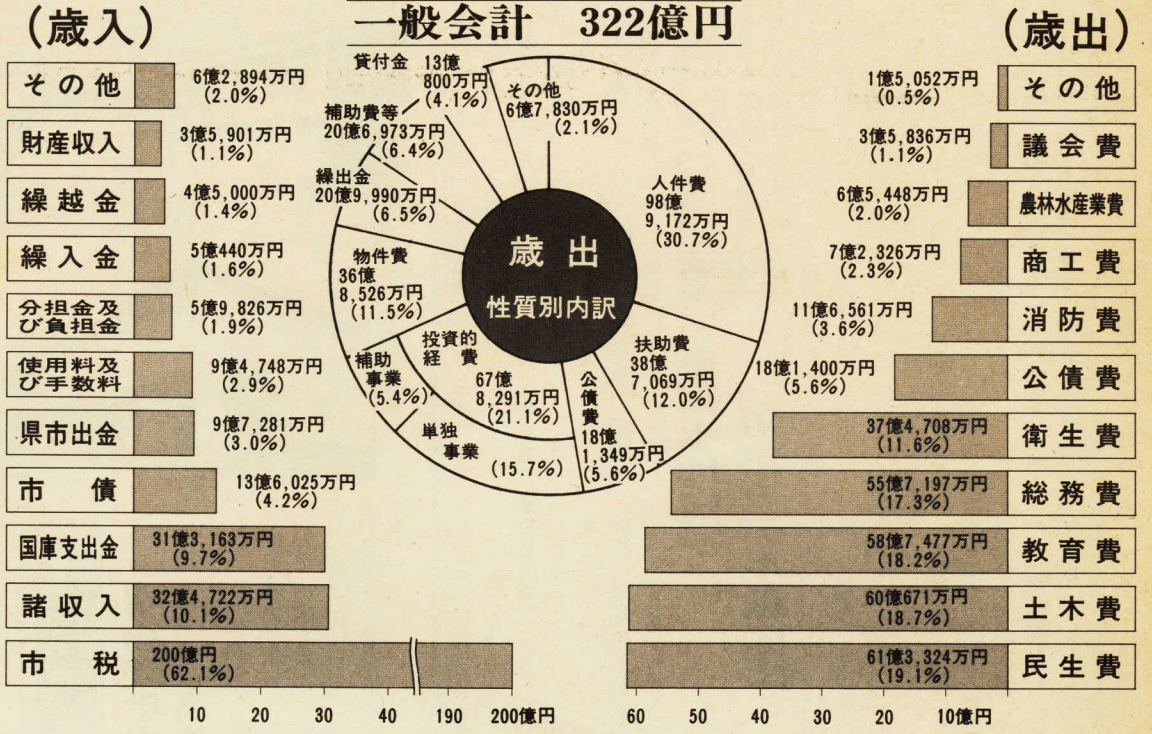 一般会計 322億円
(歳入)
その他
6億2,894万円
(2.0%)
財産収入
3億5,901万円
(1.1%)
繰越金
4億5,000万円
(1.4%)
繰入金
5億440万円
(1.6%)
分担金及
び負担金
5億9,826万円
(1.9%)
使用料及
び手数料
9億4,748万円
(2.9%)
県市出金
9億7,281万円
(3.0%)
市債
13億6,025万円
(4.2%)
国庫支出金
31億3,163万円
(9.7%)
諸収入
32億4,722万円
(10.1%)
市税
200億円
(62.1%)
10 20 30 40 190 200億円
歳出
性質別内訳
その他
6億7,830万円
(2.1%)
人件費
98億
9,172万円
(30.7%)
扶助費
38億
7,069万円
(12.0%)
公
債
費
18億
1,349万円
(5.6%)
投資的
経費
67億
8,291万円
(21.1%)
単独
事業
(15.7%)
補助
事業
(5.4%)
物件費
36億
8,526万円
(11.5%)
繰出金
20億9,990万円
(6.5%)
補助費等
20億6,973万円
(6.4%)
貸付金 13億
800万円
(4.1%)
(歳出)
その他
1億5,052万円
(0.5%)
議会費
3億5,836万円
(1.1%)
農林水産業費
6億5,448万円
(2.0%)
商工費
7億2,326万円
(2.3%)
消防費
11億6,561万円
(3.6%)
公債費
18億1,400万円
(5.6%)
衛生費
37億4,708万円
(11.6%)
総務費
55億7,197万円
(17.3%)
教育費
58億7,477万円
(18.2%)
土木費
60億671万円
(18.7%)
民生費
61億3,324万円
(19.1%)
60 50 40 30 20 10億円